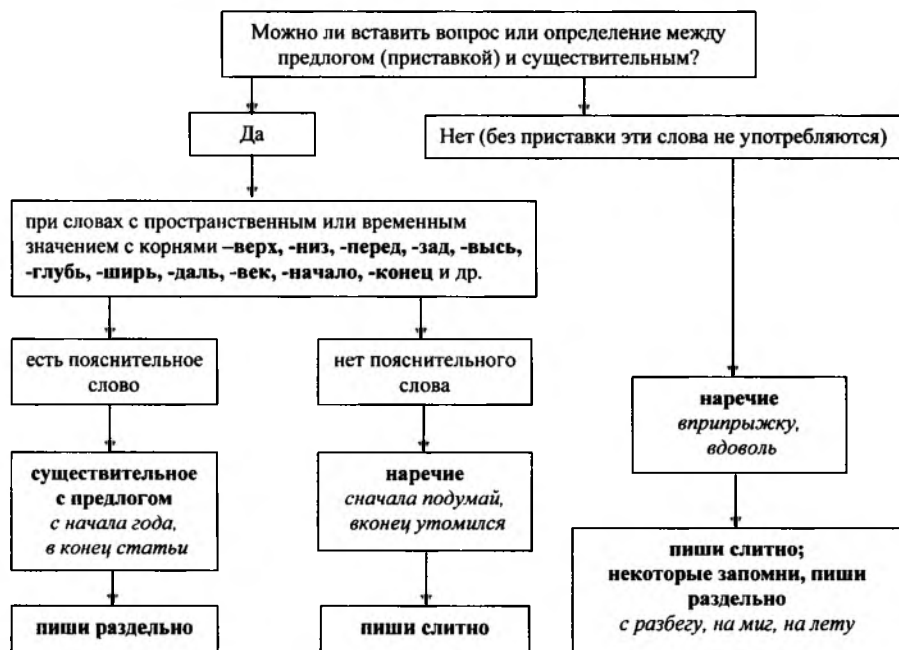 Можно ли вставить вопрос или определение между
предлогом (приставкой) и существительным?
Да
Нет (без приставки эти слова не употребляются)
при словах с пространственным или временным
значением с корнями –верх, -низ, -перед, -зад, -высь,
-глубь, -ширь, -даль, -век, -начало, -конец и др.
есть пояснительное
слово
нет пояснительного
слова
наречие
вприпрыжку,
вдоволь
существительное
с предлогом
с начала года,
в конец статьи
наречие
сначала подумай,
вконец утомился
пиши слитно;
некоторые запомни, пиши
раздельно
с разбегу, на миг, на лету
пиши раздельно
пиши слитно